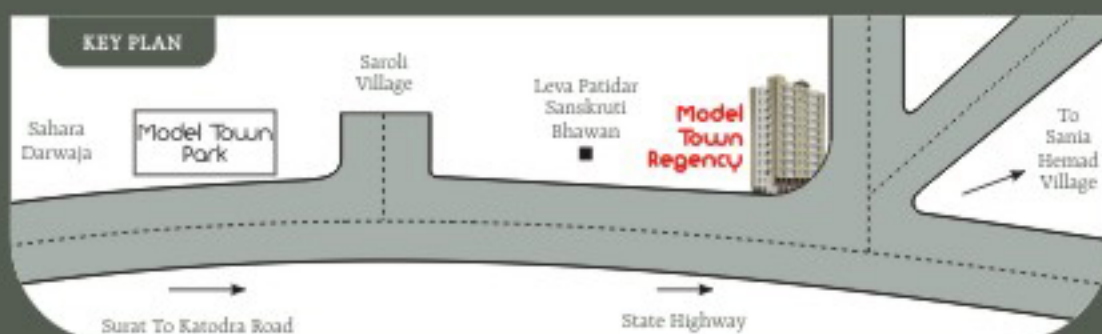 KEY PLAN
Sahara
Darwaja
Model Town
Park
Saroli
Village
Leva Patidar
Sanskruti
Bhawan
Model
Town
Regency
To
Sania
Hemad
Village
Surat To Katodra Road
State Highway